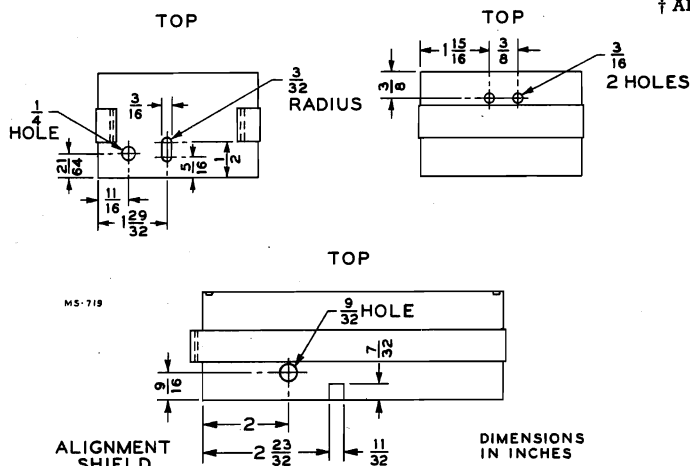 † Al
TOP
TOP
1 15/16
3/8
3/16
2 HOLES
3/8
1/4
HOLE
3/16
3/32
RADIUS
21/64
5/16
1/2
11/16
1 29/32
TOP
MS-719
9/32 HOLE
7/32
9/16
2
2 23/32
11/32
ALIGNMENT
SHIELD
DIMENSIONS
IN INCHES